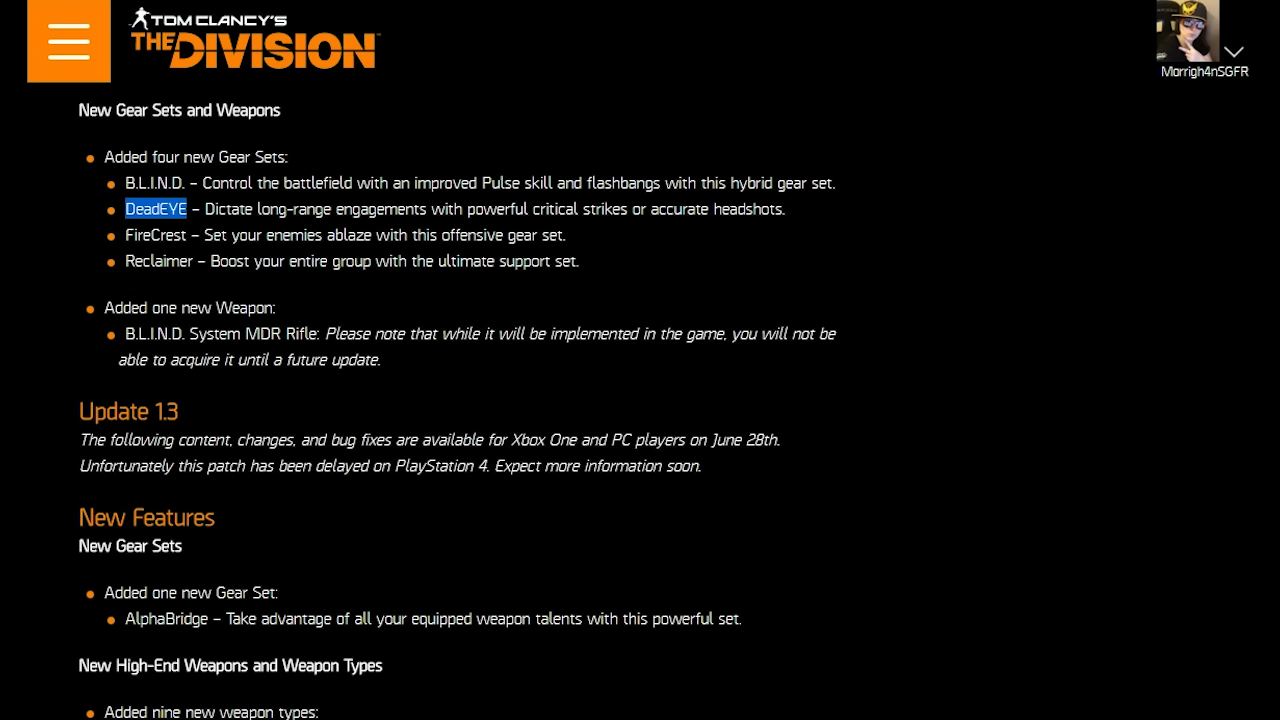 TOM CLANCY'S
THE DIVISION
Morrigh4nSGFR
New Gear Sets and Weapons
Added four new Gear Sets:
B.L.I.N.D. – Control the battlefield with an improved Pulse skill and flashbangs with this hybrid gear set.
DeadEYE – Dictate long-range engagements with powerful critical strikes or accurate headshots.
FireCrest – Set your enemies ablaze with this offensive gear set.
Reclaimer – Boost your entire group with the ultimate support set.
Added one new Weapon:
B.L.I.N.D. System MDR Rifle: Please note that while it will be implemented in the game, you will not be
able to acquire it until a future update.
Update 1.3
The following content, changes, and bug fixes are available for Xbox One and PC players on June 28th.
Unfortunately this patch has been delayed on PlayStation 4. Expect more information soon.
New Features
New Gear Sets
Added one new Gear Set:
AlphaBridge – Take advantage of all your equipped weapon talents with this powerful set.
New High-End Weapons and Weapon Types
Added nine new weapon types: